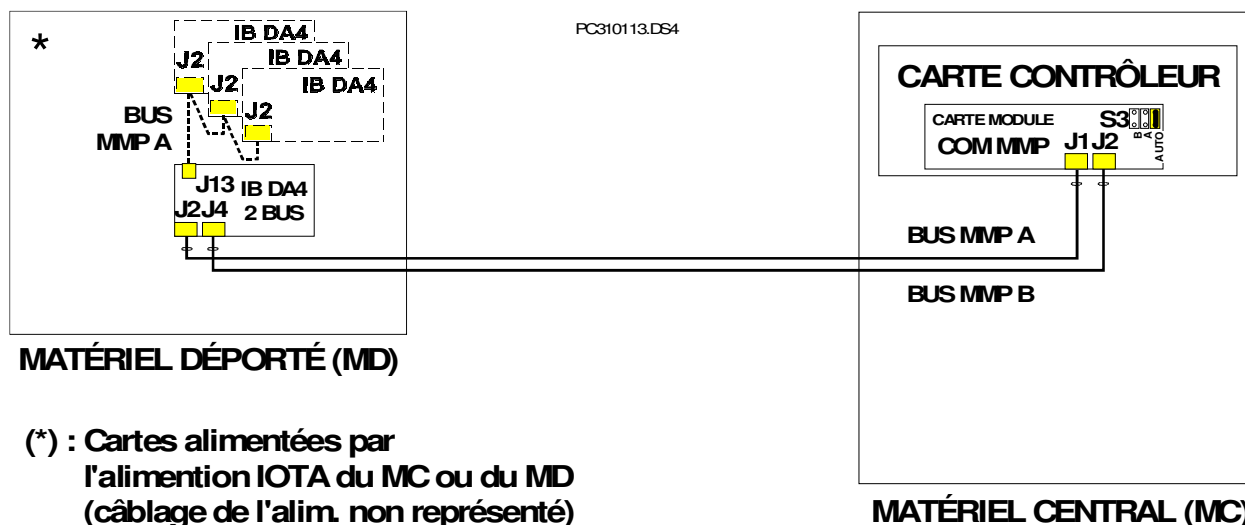 *
IB DA4
IB DA4
IB DA4
J2
J2
J2
BUS
MMP A
J13
IB DA4
2 BUS
J2 J4
MATÉRIEL DÉPORTÉ (MD)
(*) : Cartes alimentées par
l'alimention IOTA du MC ou du MD
(câblage de l'alim. non représenté)
PC310113.DS4
CARTE CONTRÔLEUR
CARTE MODULE
COM MMP
S3
B
A
AUTO
J1 J2
BUS MMP A
BUS MMP B
MATÉRIEL CENTRAL (MC)